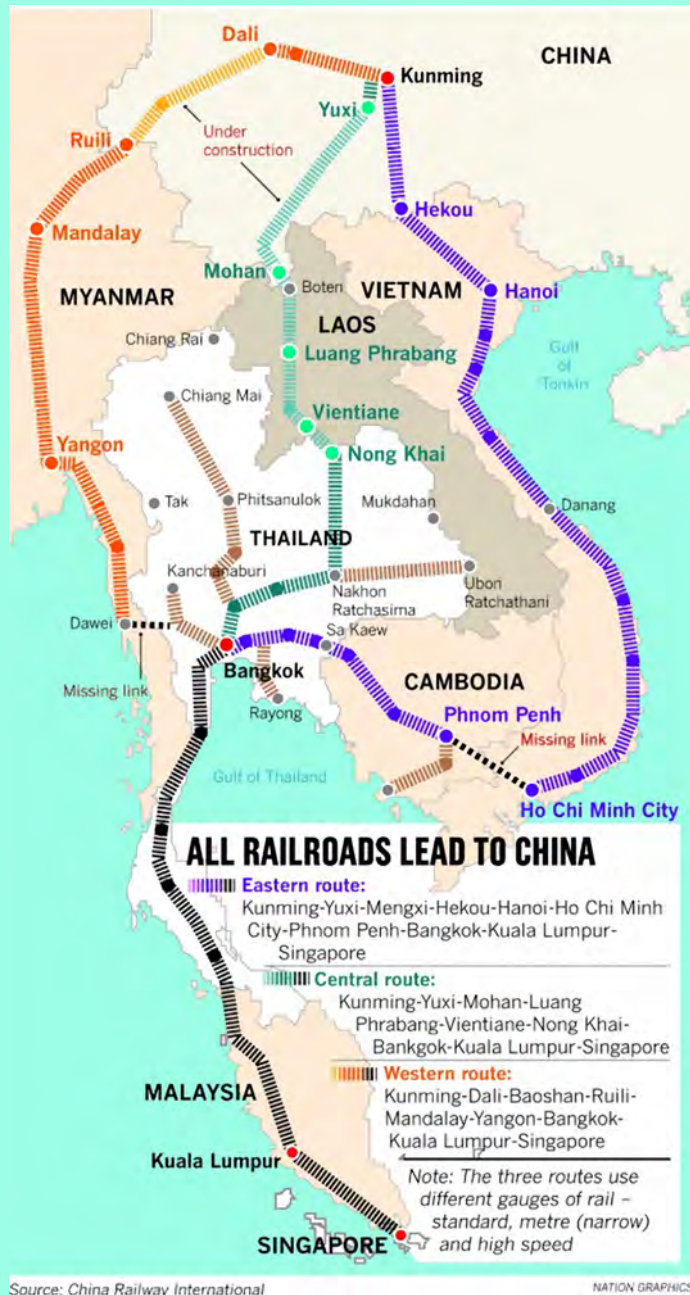 Dali
CHINA
Kunming
Yuxi
Under
construction
Ruili
Hekou
Mandalay
Mohan
Boten
VIETNAM
Hanoi
MYANMAR
LAOS
Chiang Rai
Luang Phrabang
Gulf
of
Tonkin
Chiang Mai
Vientiane
Yangon
Nong Khai
Tak
Phitsanulok
Mukdahan
Danang
THAILAND
Kanchanaburi
Nakhon
Ratchasima
Ubon
Ratchathani
Dawei
Sa Kaew
Bangkok
Missing link
Rayong
CAMBODIA
Phnom Penh
Missing link
Gulf of Thailand
Ho Chi Minh City
ALL RAILROADS LEAD TO CHINA
Eastern route:
Kunming-Yuxi-Mengxi-Hekou-Hanoi-Ho Chi Minh
City-Phnom Penh-Bangkok-Kuala Lumpur-
Singapore
Central route:
Kunming-Yuxi-Mohan-Luang
Phrabang-Vientiane-Nong Khai-
Bankgok-Kuala Lumpur-Singapore
Western route:
Kunming-Dali-Baoshan-Ruili-
Mandalay-Yangon-Bangkok-
Kuala Lumpur-Singapore
MALAYSIA
Kuala Lumpur
Note: The three routes use
different gauges of rail –
standard, metre (narrow)
and high speed
SINGAPORE
Source: China Railway International
NATION GRAPHICS